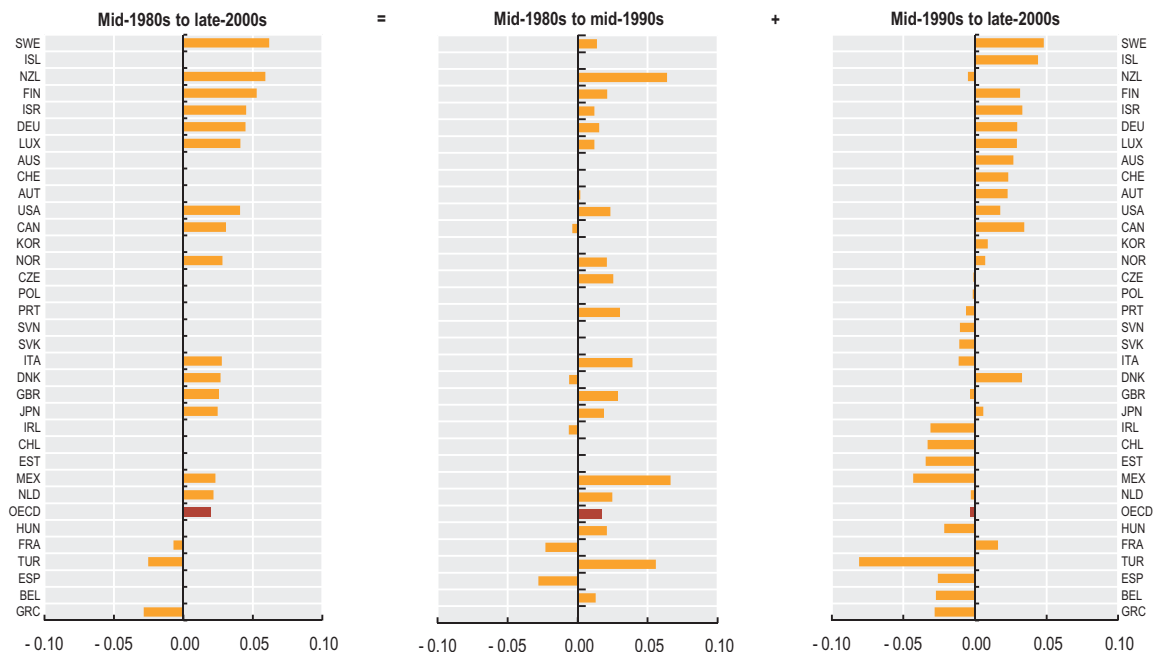 Mid-1980s to late-2000s = Mid-1980s to mid-1990s + Mid-1990s to late-2000s
SWE SWE
ISL ISL
NZL NZL
FIN FIN
ISR ISR
DEU DEU
LUX LUX
AUS AUS
CHE CHE
AUT AUT
USA USA
CAN CAN
KOR KOR
NOR NOR
CZE CZE
POL POL
PRT PRT
SVN SVN
SVK SVK
ITA ITA
DNK DNK
GBR GBR
JPN JPN
IRL IRL
CHL CHL
EST EST
MEX MEX
NLD NLD
OECD OECD
HUN HUN
FRA FRA
TUR TUR
ESP ESP
BEL BEL
GRC GRC
- 0.10 - 0.05 0.00 0.05 0.10 - 0.10 - 0.05 0.00 0.05 0.10 - 0.10 - 0.05 0.00 0.05 0.10